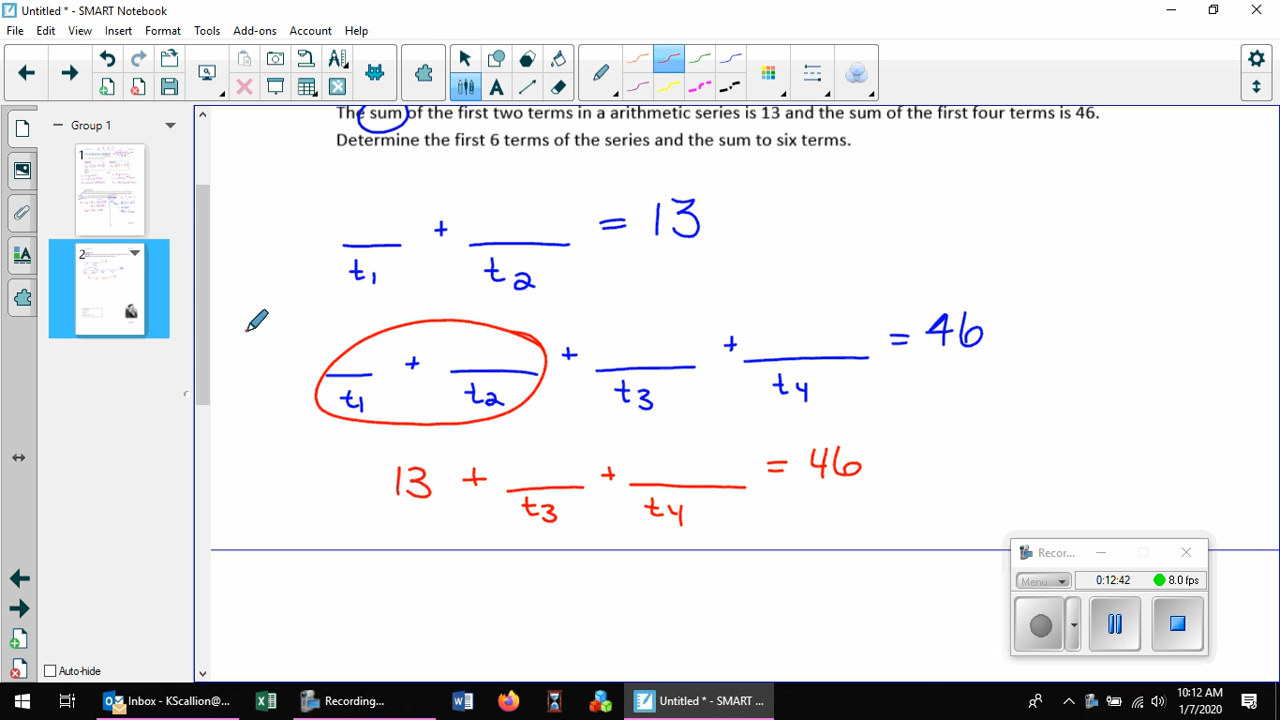 Untitled * - SMART Notebook
File Edit View Insert Format Tools Add-ons Account Help
Group 1
1
2
Auto-hide
The sum of the first two terms in a arithmetic series is 13 and the sum of the first four terms is 46.
Determine the first 6 terms of the series and the sum to six terms.
+ = 13
t1 t2
+ + + = 46
t1 t2 t3 t4
13 + + = 46
t3 t4
Recor...
Menu 0:12:42 8.0 fps
Inbox - KScallion@... Recording... Untitled * - SMART ... 10:12 AM
1/7/2020